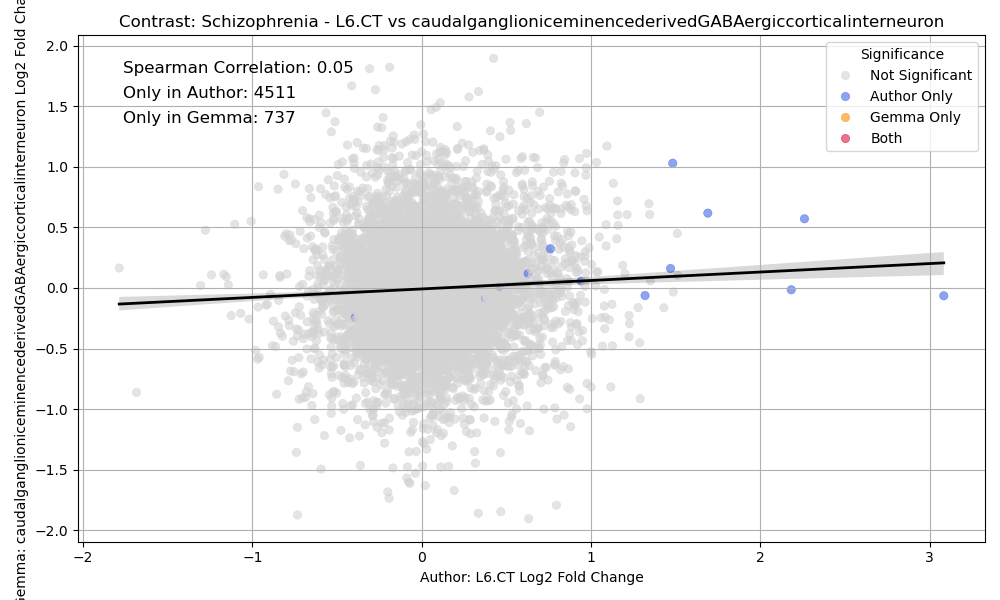 Contrast: Schizophrenia - L6.CT vs caudalganglioniceminencederivedGABAergiccorticalinterneuron
Spearman Correlation: 0.05
Only in Author: 4511
Only in Gemma: 737
Significance
Not Significant
Author Only
Gemma Only
Both
2.0
1.5
1.0
0.5
0.0
−0.5
−1.0
−1.5
−2.0
−2
−1
0
1
2
3
Author: L6.CT Log2 Fold Change
emma: caudalganglioniceminencederivedGABAergiccorticalinterneuron Log2 Fold Cha